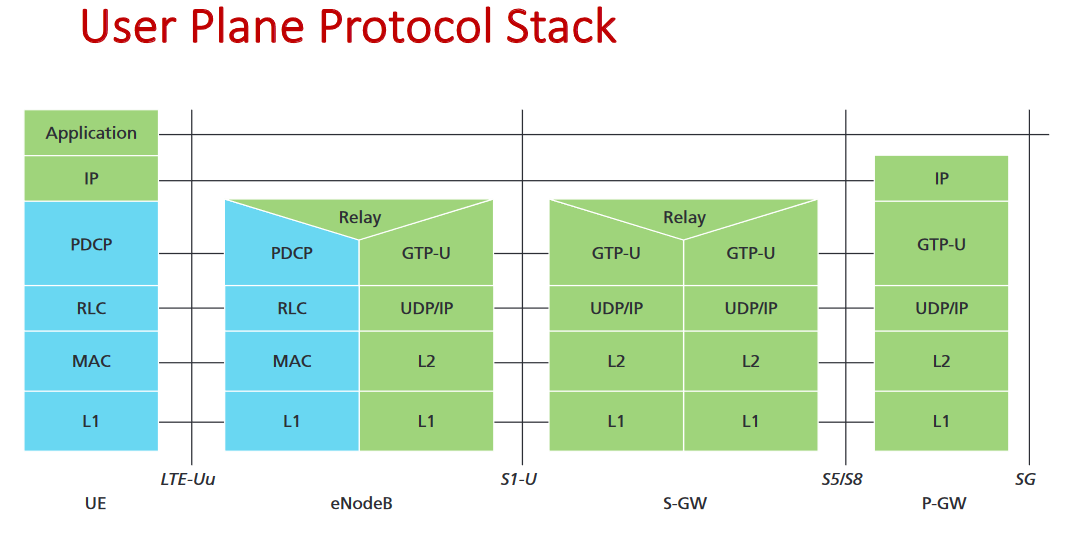 User Plane Protocol Stack
Application
IP
IP
Relay
Relay
PDCP
PDCP
GTP-U
GTP-U
GTP-U
GTP-U
RLC
RLC
UDP/IP
UDP/IP
UDP/IP
UDP/IP
MAC
MAC
L2
L2
L2
L2
L1
L1
L1
L1
L1
L1
LTE-Uu
S1-U
S5/S8
SG
UE
eNodeB
S-GW
P-GW